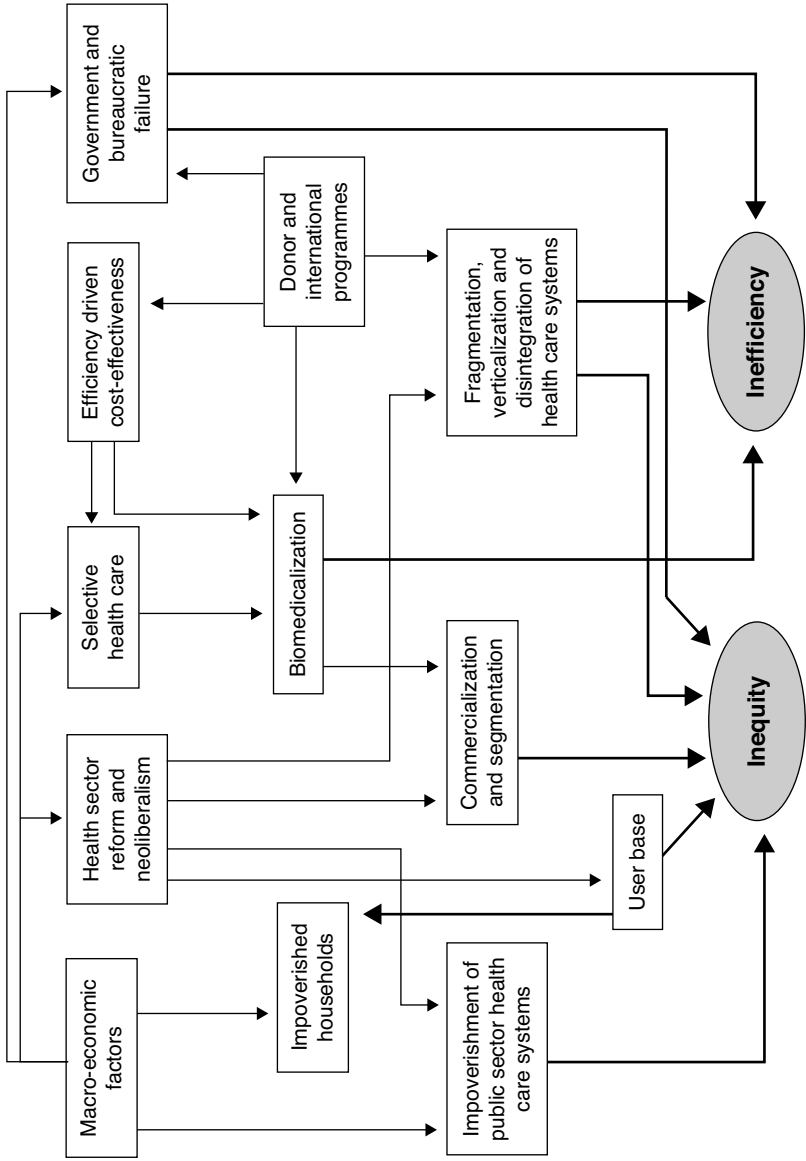 Macro-economic
factors
Health sector
reform and
neoliberalism
Selective
health care
Efficiency driven
cost-effectiveness
Government and
bureaucratic
failure
Impoverished
households
Biomedicalization
Donor and
international
programmes
Impoverishment of
public sector health
care systems
User base
Commercialization
and segmentation
Fragmentation,
verticalization and
disintegration of
health care systems
Inequity
Inefficiency